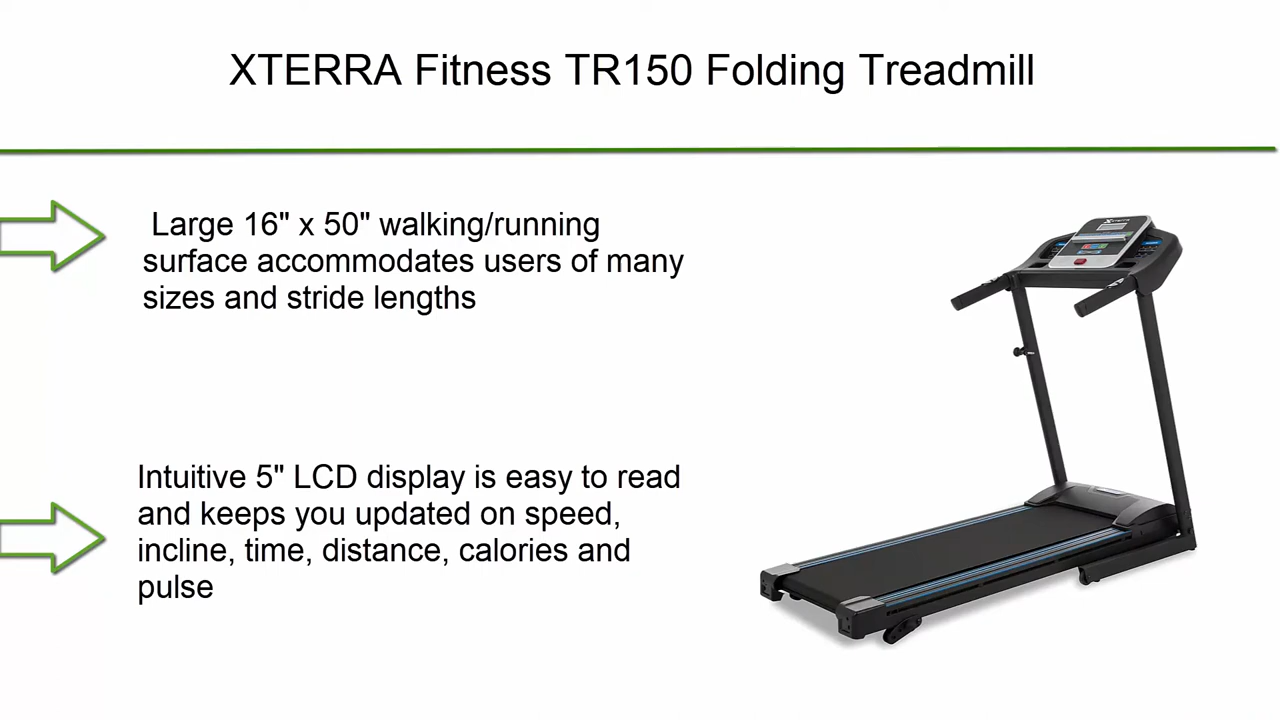 XTERRA Fitness TR150 Folding Treadmill
Large 16" x 50" walking/running
surface accommodates users of many
sizes and stride lengths
XTERRA
Intuitive 5" LCD display is easy to read
and keeps you updated on speed,
incline, time, distance, calories and
pulse